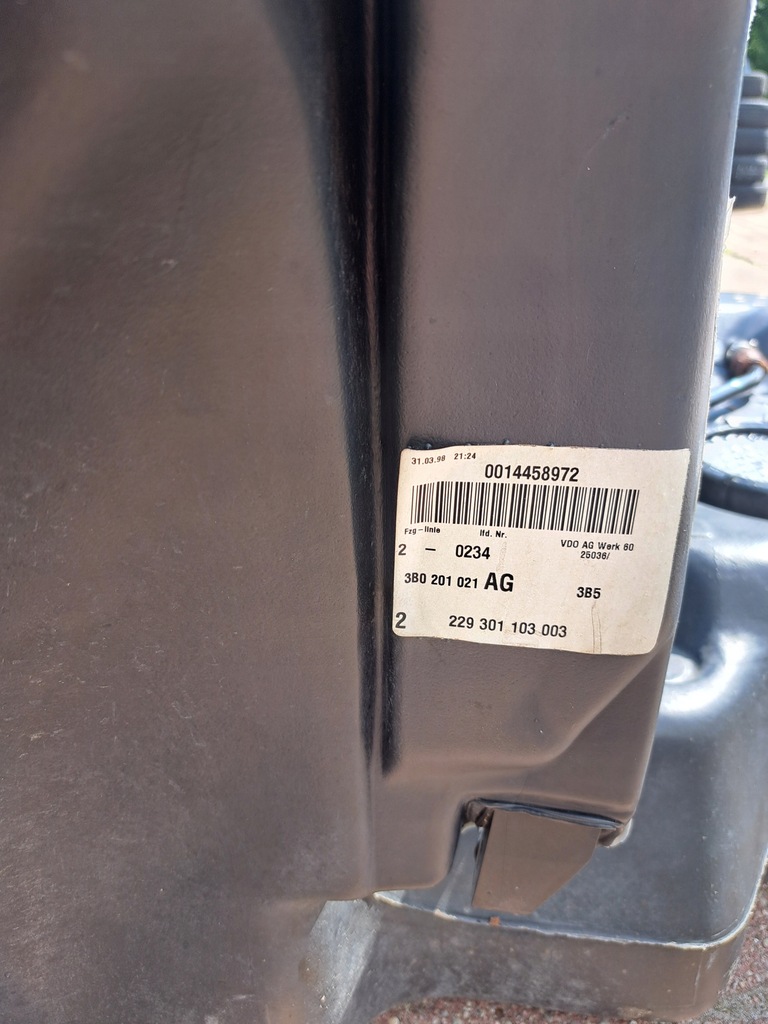 31.03.98 21:24
0014458972
Fzg-linie lfd. Nr.
VDO AG Werk 60
2 - 0234
25036/
3B0 201 021 AG
3B5
2 229 301 103 003